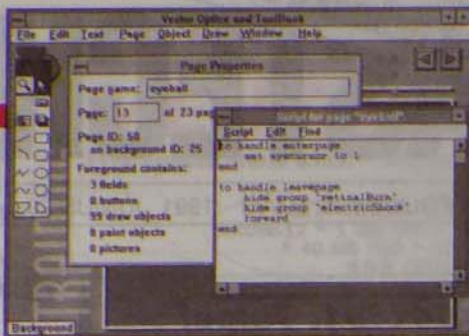 Vector Optics and ToolBook
File Edit Text Page Object Draw Window Help
Page Properties
Page name: eyeball
Page: 13 of 23
Page ID: 50
on background ID: 25
Foreground contains:
3 fields
0 buttons
59 draw objects
0 paint objects
0 pictures
Script for page "eyeball"
Script Edit Find
to handle enterpage
set syscursor to 1
end
to handle leavepage
hide group "retinalBurn"
hide group "electricShock"
forward
end
TRAINING
Background